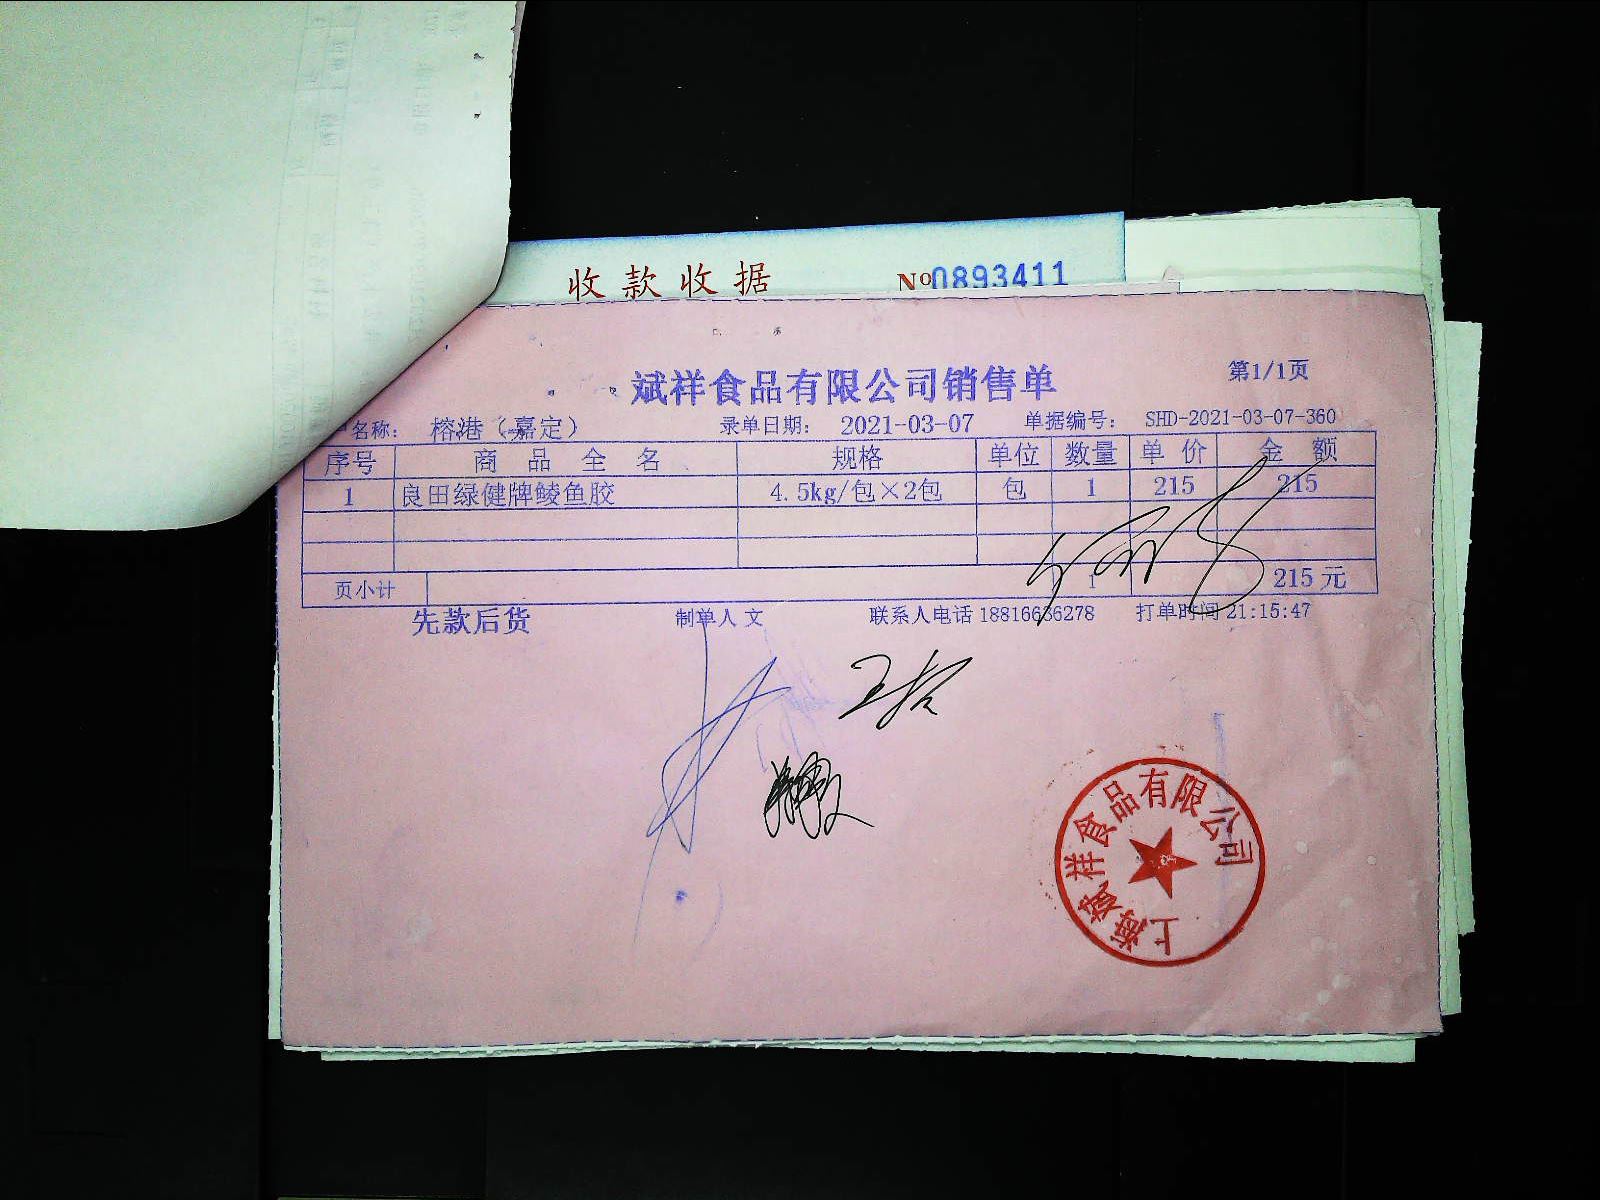 收款收据 №0893411
斌祥食品有限公司销售单 第1/1页
名称： 榕港（嘉定） 录单日期： 2021-03-07 单据编号： SHD-2021-03-07-360
序号 商品全名 规格 单位 数量 单价 金额
1 良田绿健牌鲮鱼胶 4.5kg/包×2包 包 1 215 215
页小计 1 215元
先款后货 制单人 文 联系人电话 18816636278 打单时间 21:15:47
上海斌祥食品有限公司